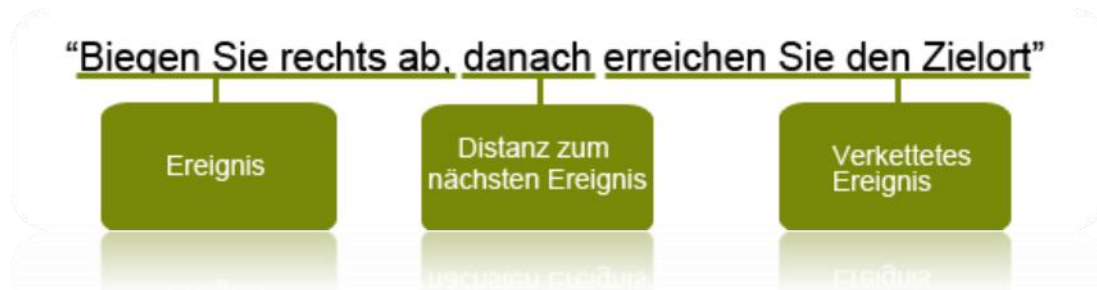 “Biegen Sie rechts ab, danach erreichen Sie den Zielort”
Ereignis
Distanz zum
nächsten Ereignis
Verkettetes
Ereignis